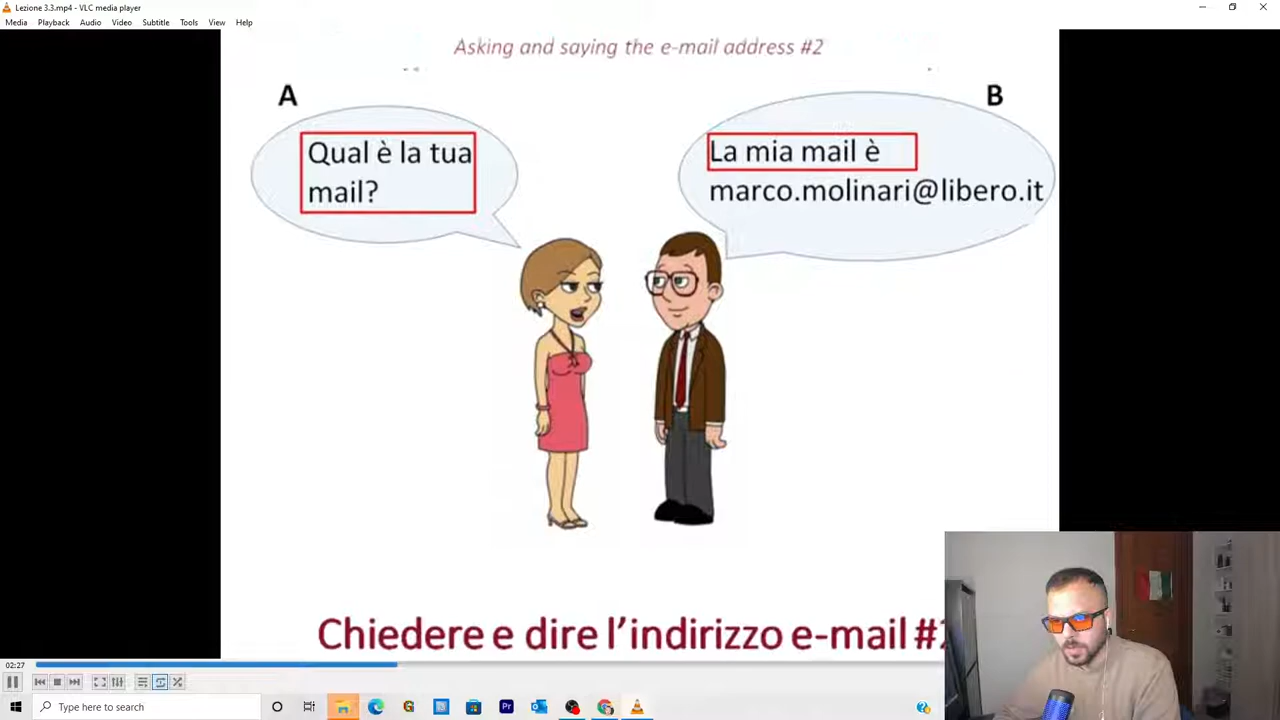 Lezione 3.3.mp4 - VLC media player
Media Playback Audio Video Subtitle Tools View Help
Asking and saying the e-mail address #2
A
B
Qual è la tua
mail?
La mia mail è
marco.molinari@libero.it
Chiedere e dire l'indirizzo e-mail #2
02:27
Type here to search